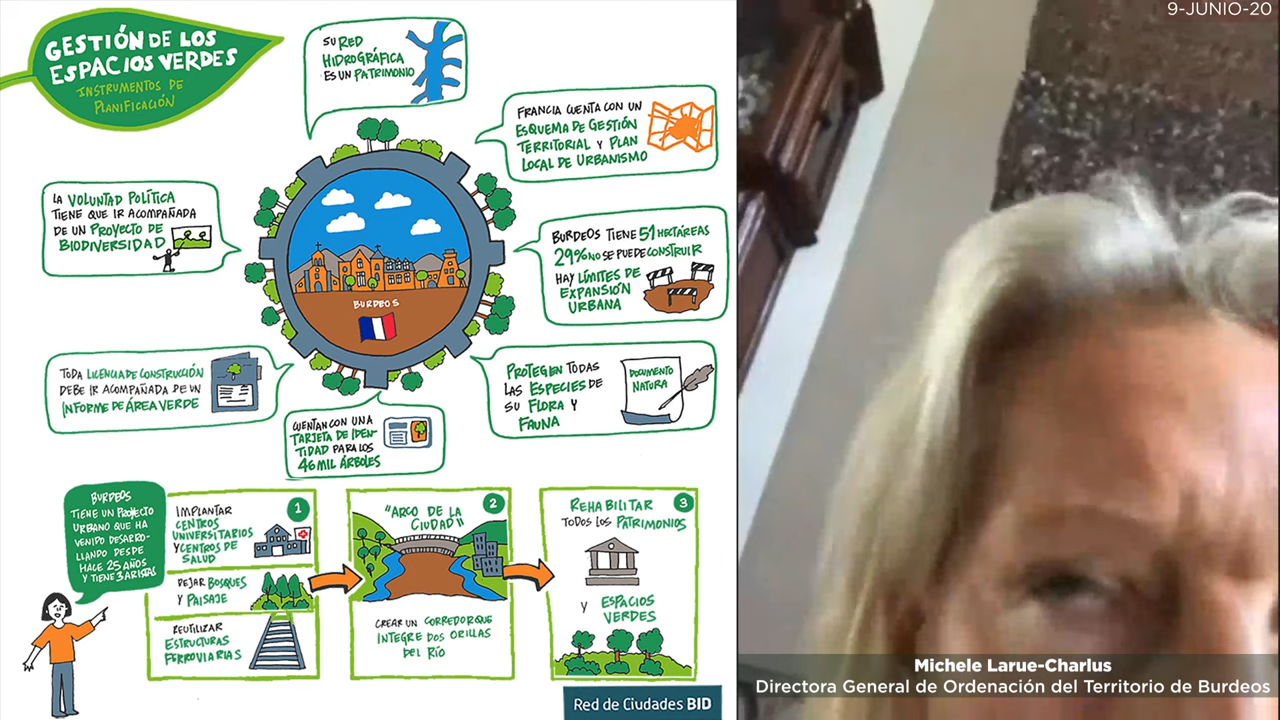 GESTIÓN DE LOS
ESPACIOS VERDES
INSTRUMENTOS DE
PLANIFICACIÓN
SU RED
HIDROGRÁFICA
ES UN PATRIMONIO
FRANCIA CUENTA CON UN
ESQUEMA DE GESTIÓN
TERRITORIAL Y PLAN
LOCAL DE URBANISMO
LA VOLUNTAD POLÍTICA
TIENE QUE IR ACOMPAÑADA
DE UN PROYECTO DE
BIODIVERSIDAD
BURDEOS TIENE 51 HECTÁREAS
29% NO SE PUEDE CONSTRUIR
HAY LÍMITES DE
EXPANSIÓN
URBANA
BURDEOS
TODA LICENCIA DE CONSTRUCCIÓN
DEBE IR ACOMPAÑADA DE UN
INFORME DE ÁREA VERDE
PROTEGEN TODAS
LAS ESPECIES DE
SU FLORA Y
FAUNA
DOCUMENTO
NATURA
CUENTAN CON UNA
TARJETA DE IDEN-
TIDAD PARA LOS
46 MIL ÁRBOLES
BURDEOS
TIENE UN PROYECTO
URBANO QUE HA
VENIDO DESARRO-
LLANDO DESDE
HACE 25 AÑOS
Y TIENE 3 ARISTAS
1
IMPLANTAR
CENTROS
UNIVERSITARIOS
Y CENTROS DE
SALUD
DEJAR BOSQUES
Y PAISAJE
REUTILIZAR
ESTRUCTURAS
FERROVIARIAS
2
"ARCO DE LA
CIUDAD"
CREAR UN CORREDOR QUE
INTEGRE DOS ORILLAS
DEL RÍO
3
REHABILITAR
TODOS LOS PATRIMONIOS
Y ESPACIOS
VERDES
Red de Ciudades BID
9-JUNIO-20
Michele Larue-Charlus
Directora General de Ordenación del Territorio de Burdeos